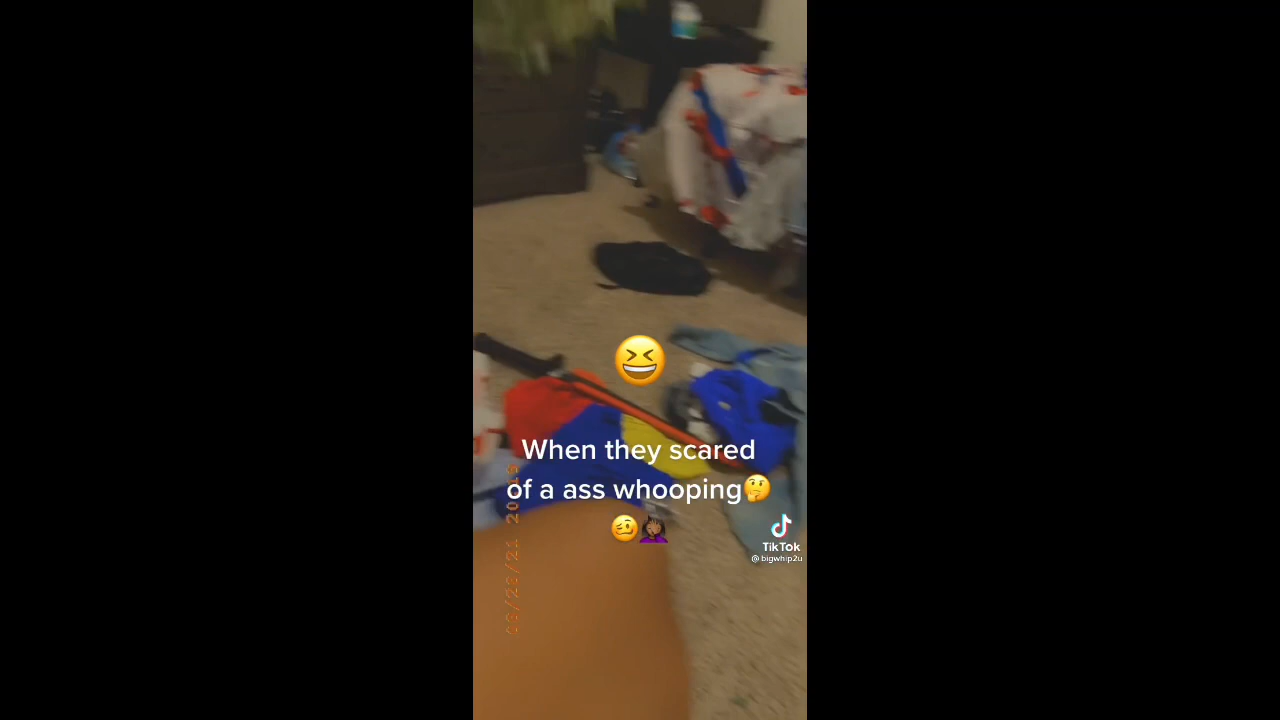 When they scared
of a ass whooping🤔
🥴🤦🏾‍♀️
TikTok
@bigwhip2u